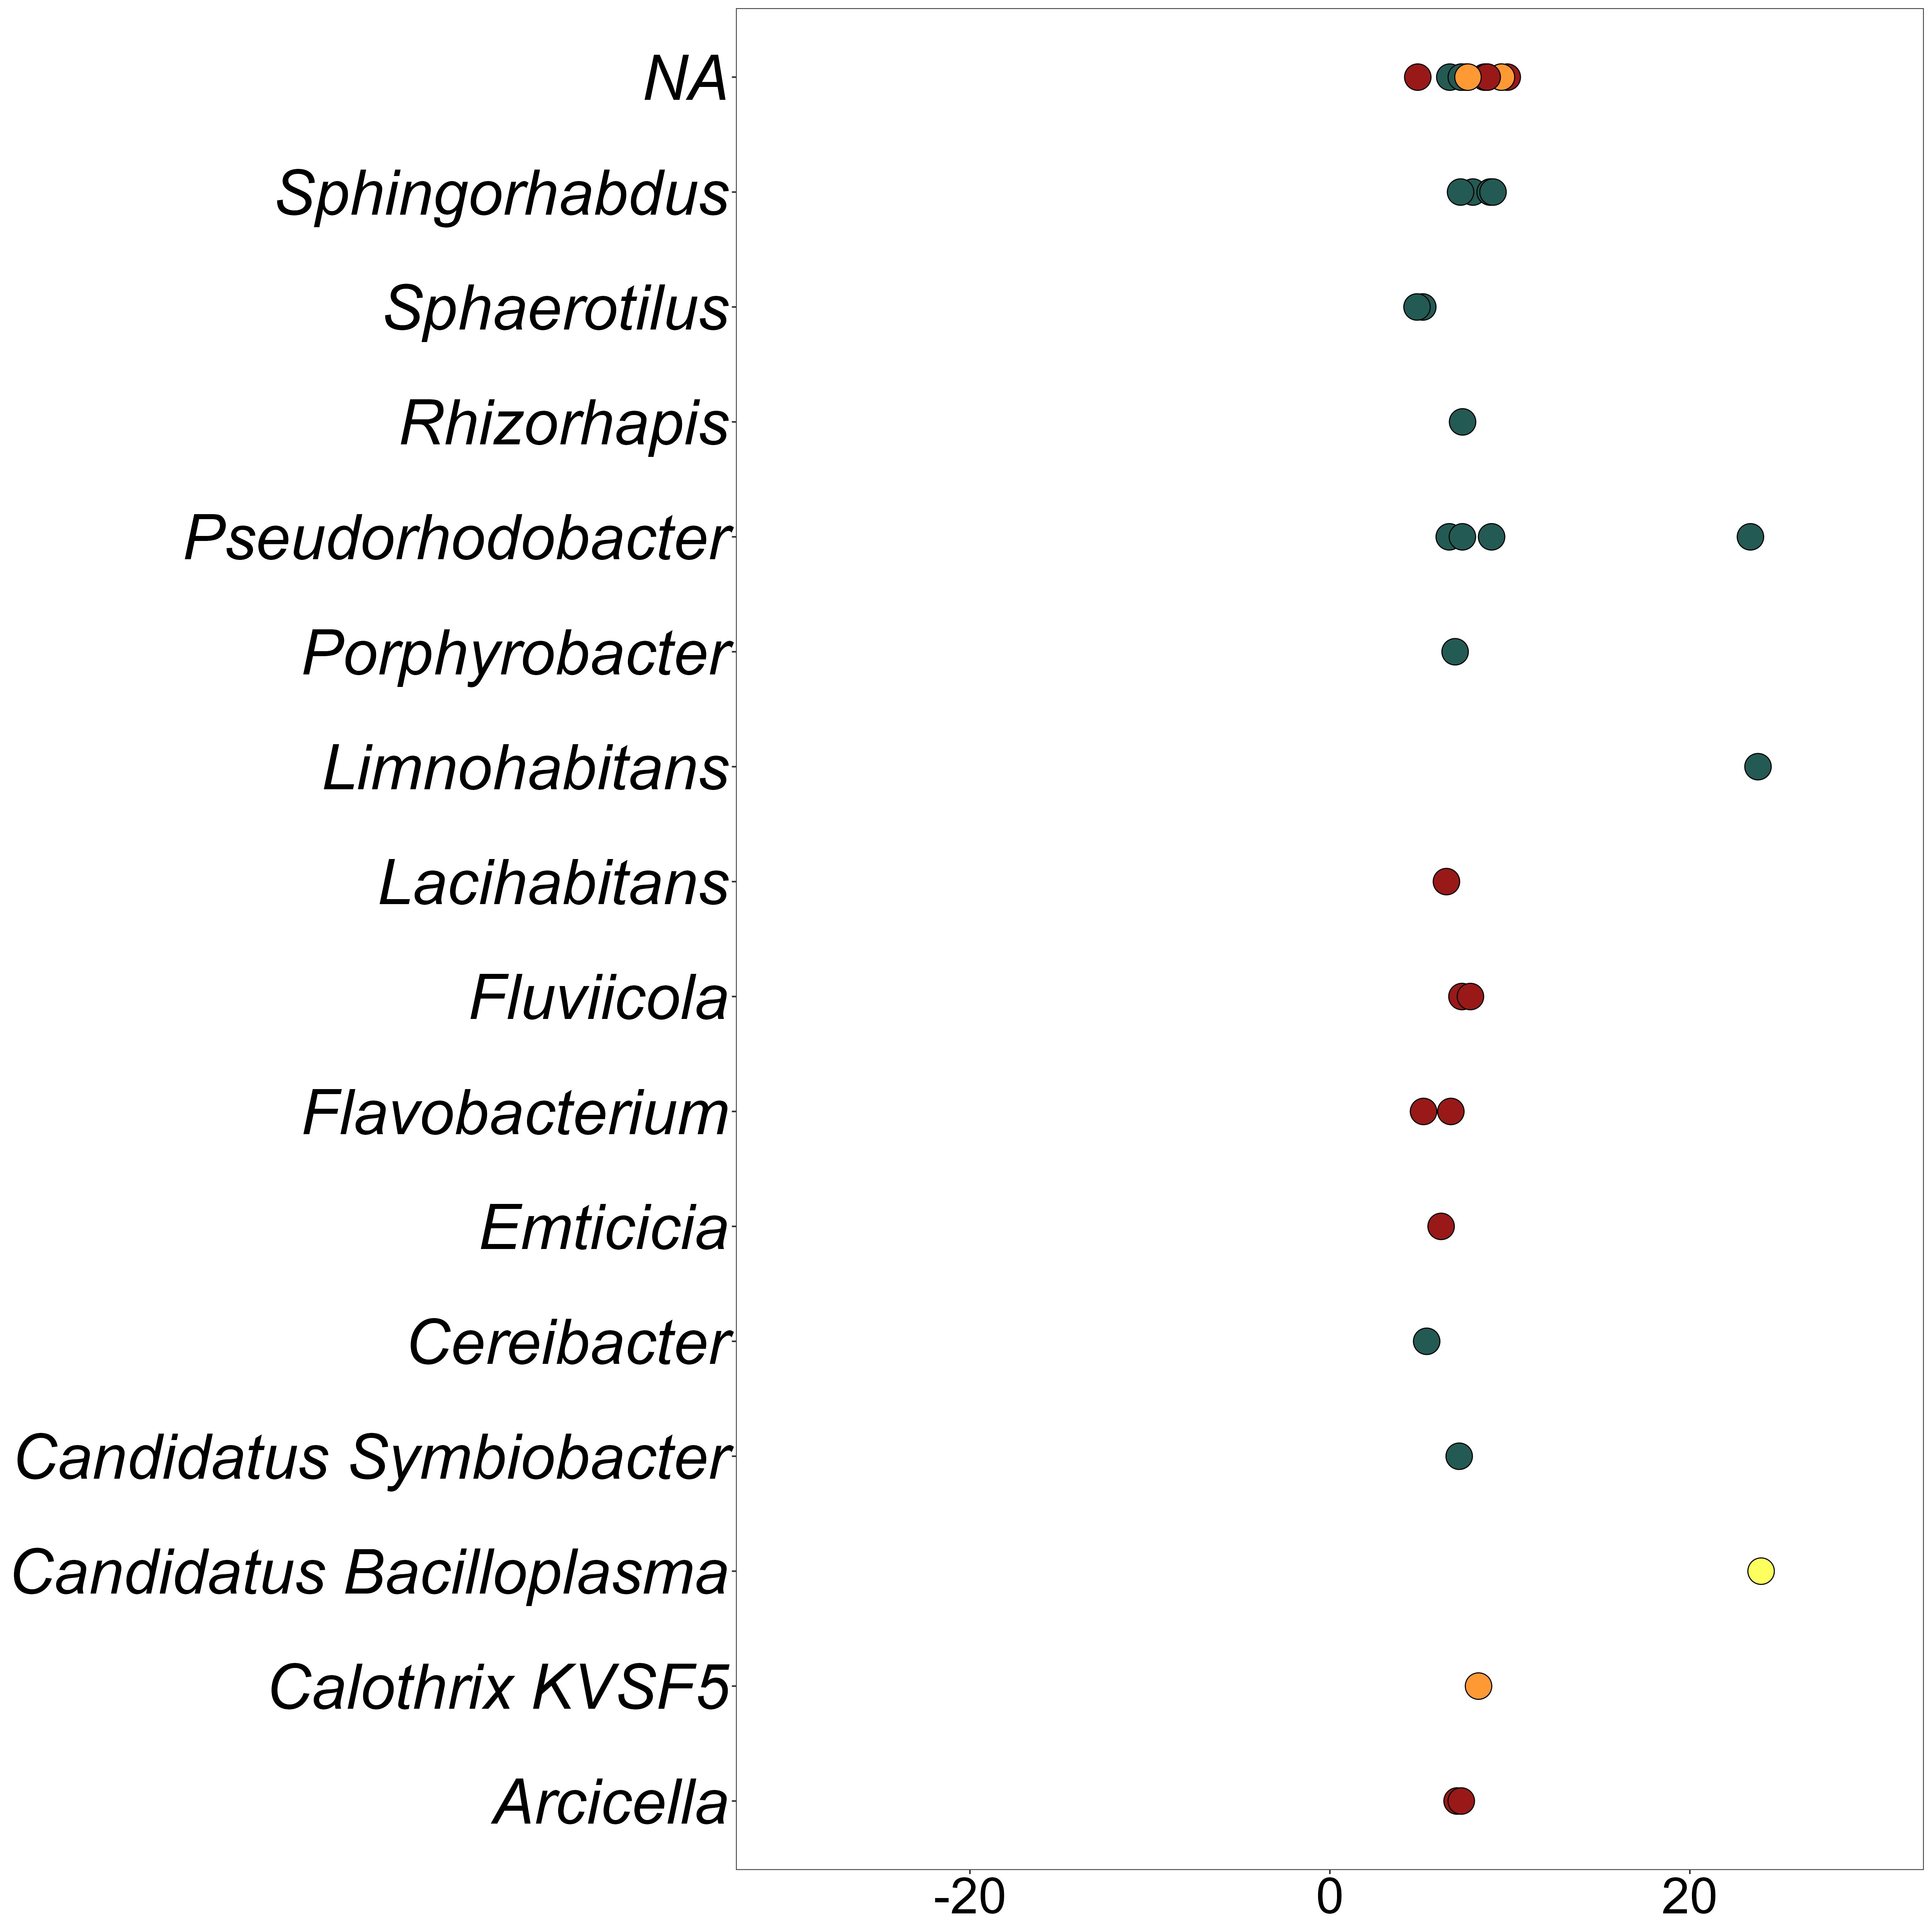 NA
Sphingorhabdus
Sphaerotilus
Rhizorhapis
Pseudorhodobacter
Porphyrobacter
Limnohabitans
Lacihabitans
Fluviicola
Flavobacterium
Emticicia
Cereibacter
Candidatus Symbiobacter
Candidatus Bacilloplasma
Calothrix KVSF5
Arcicella
-20 0 20